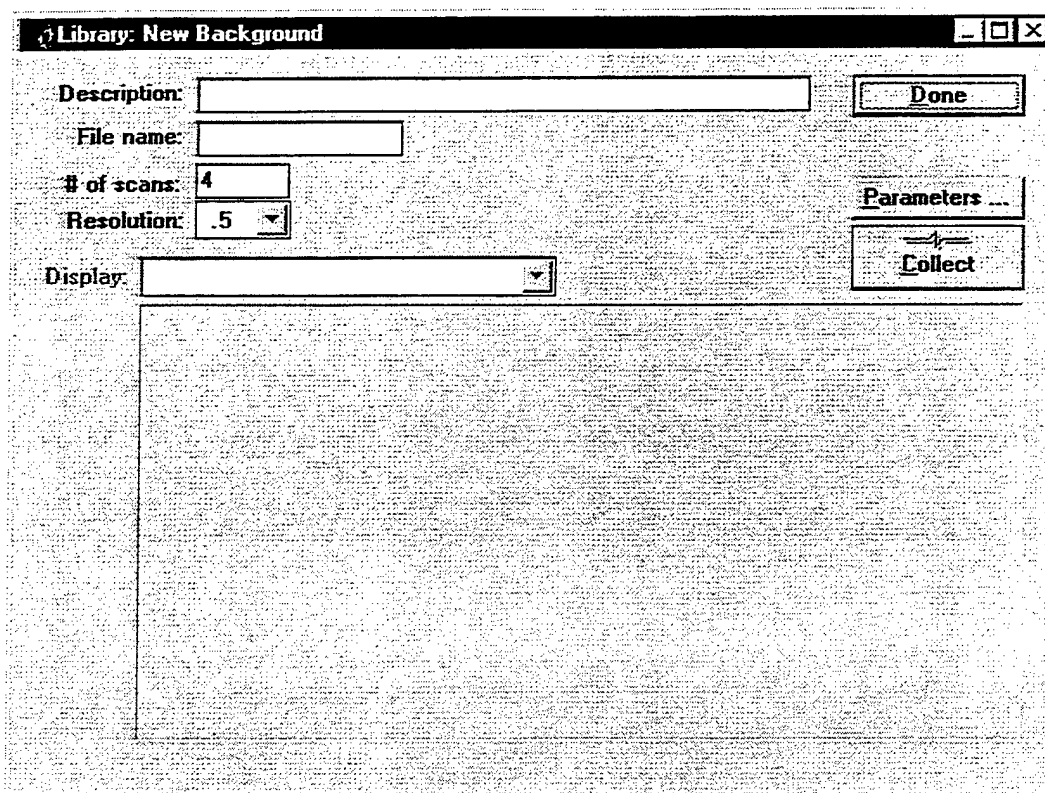 Library: New Background
Description:
Done
File name:
# of scans: 4
Parameters ...
Resolution: .5
Collect
Display: